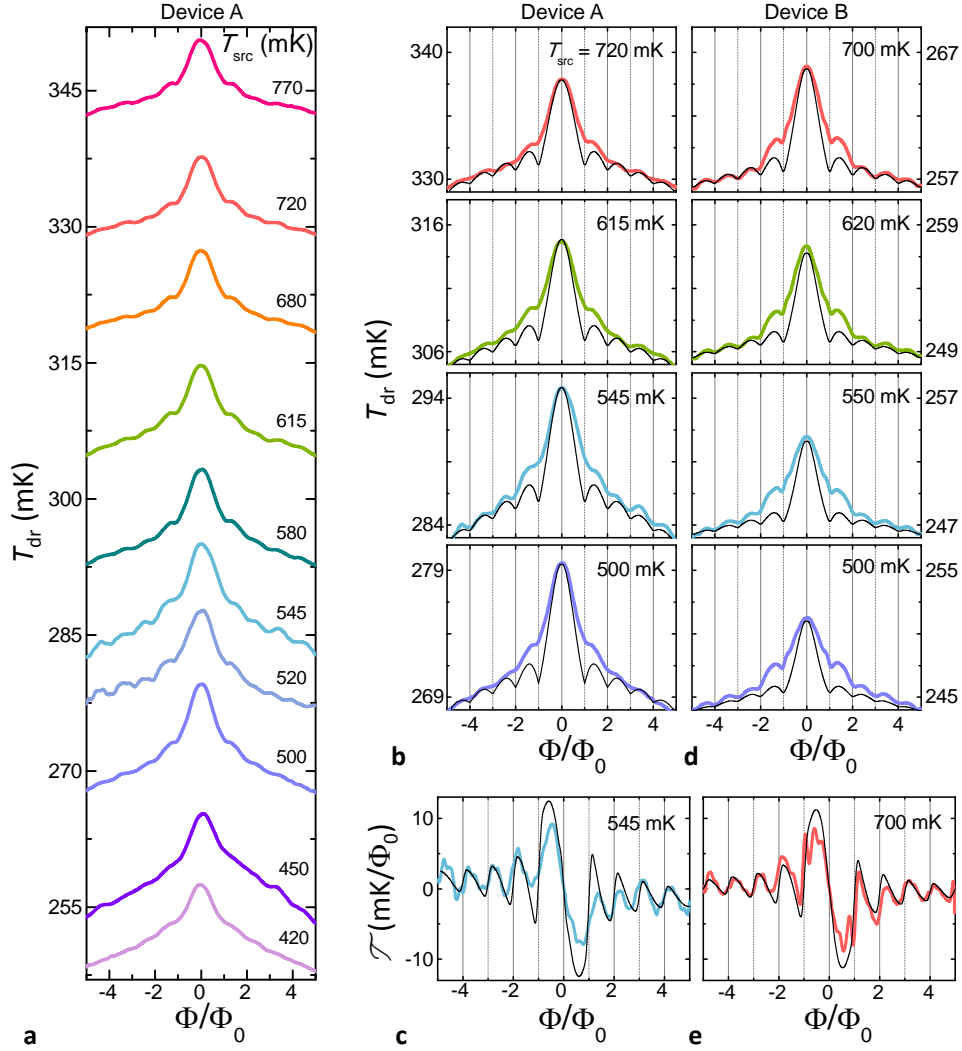 Device A
T_src (mK)
770
720
680
615
580
545
520
500
450
420
345
330
315
300
285
270
255
T_dr (mK)
-4 -2 0 2 4
Φ/Φ_0
a
Device A
T_src = 720 mK
340
330
615 mK
316
306
545 mK
294
284
500 mK
279
269
T_dr (mK)
-4 -2 0 2 4
Φ/Φ_0
b
Device B
700 mK
267
257
620 mK
259
249
550 mK
257
247
500 mK
255
245
-4 -2 0 2 4
Φ/Φ_0
d
545 mK
10
0
-10
𝒯 (mK/Φ_0)
-4 -2 0 2 4
Φ/Φ_0
c
700 mK
-4 -2 0 2 4
Φ/Φ_0
e